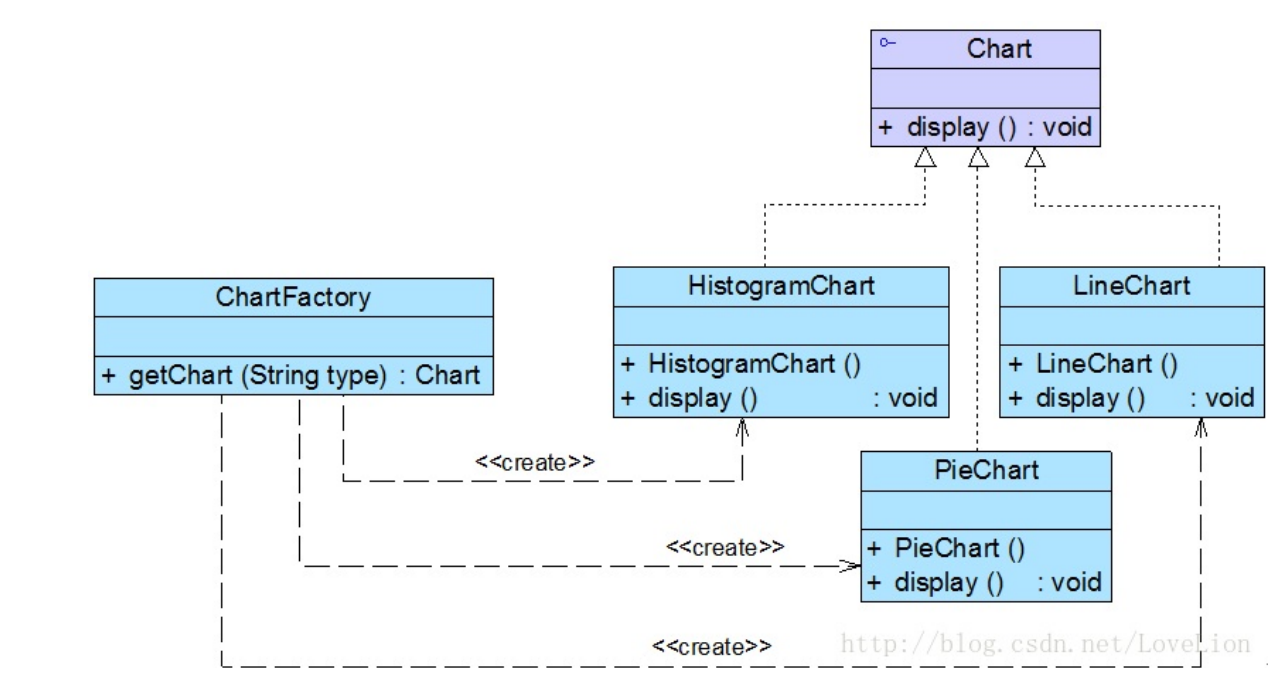 Chart
+ display () : void
ChartFactory
+ getChart (String type) : Chart
HistogramChart
+ HistogramChart ()
+ display () : void
LineChart
+ LineChart ()
+ display () : void
<<create>>
PieChart
+ PieChart ()
+ display () : void
<<create>>
<<create>>
http://blog.csdn.net/LoveLion